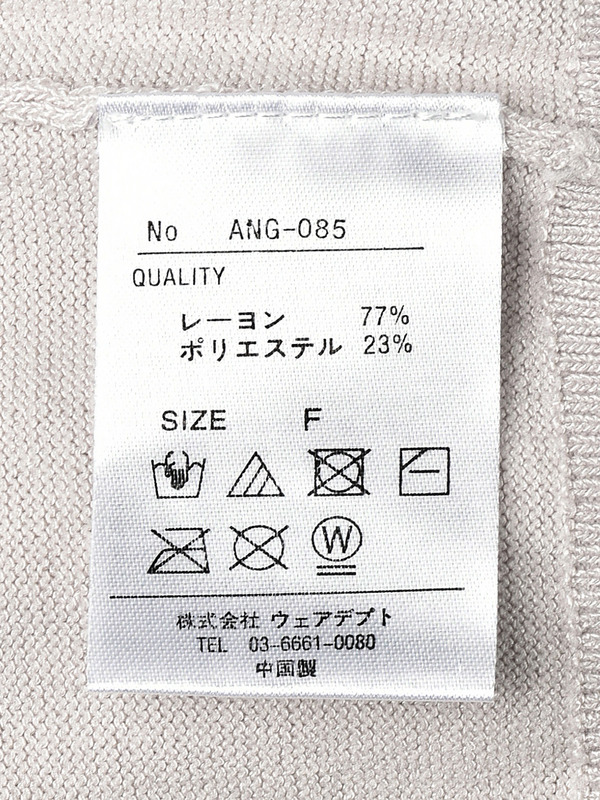 No ANG-085
QUALITY
レーヨン 77%
ポリエステル 23%
SIZE F
W
株式会社 ウェアデプト
TEL 03-6661-0080
中国製